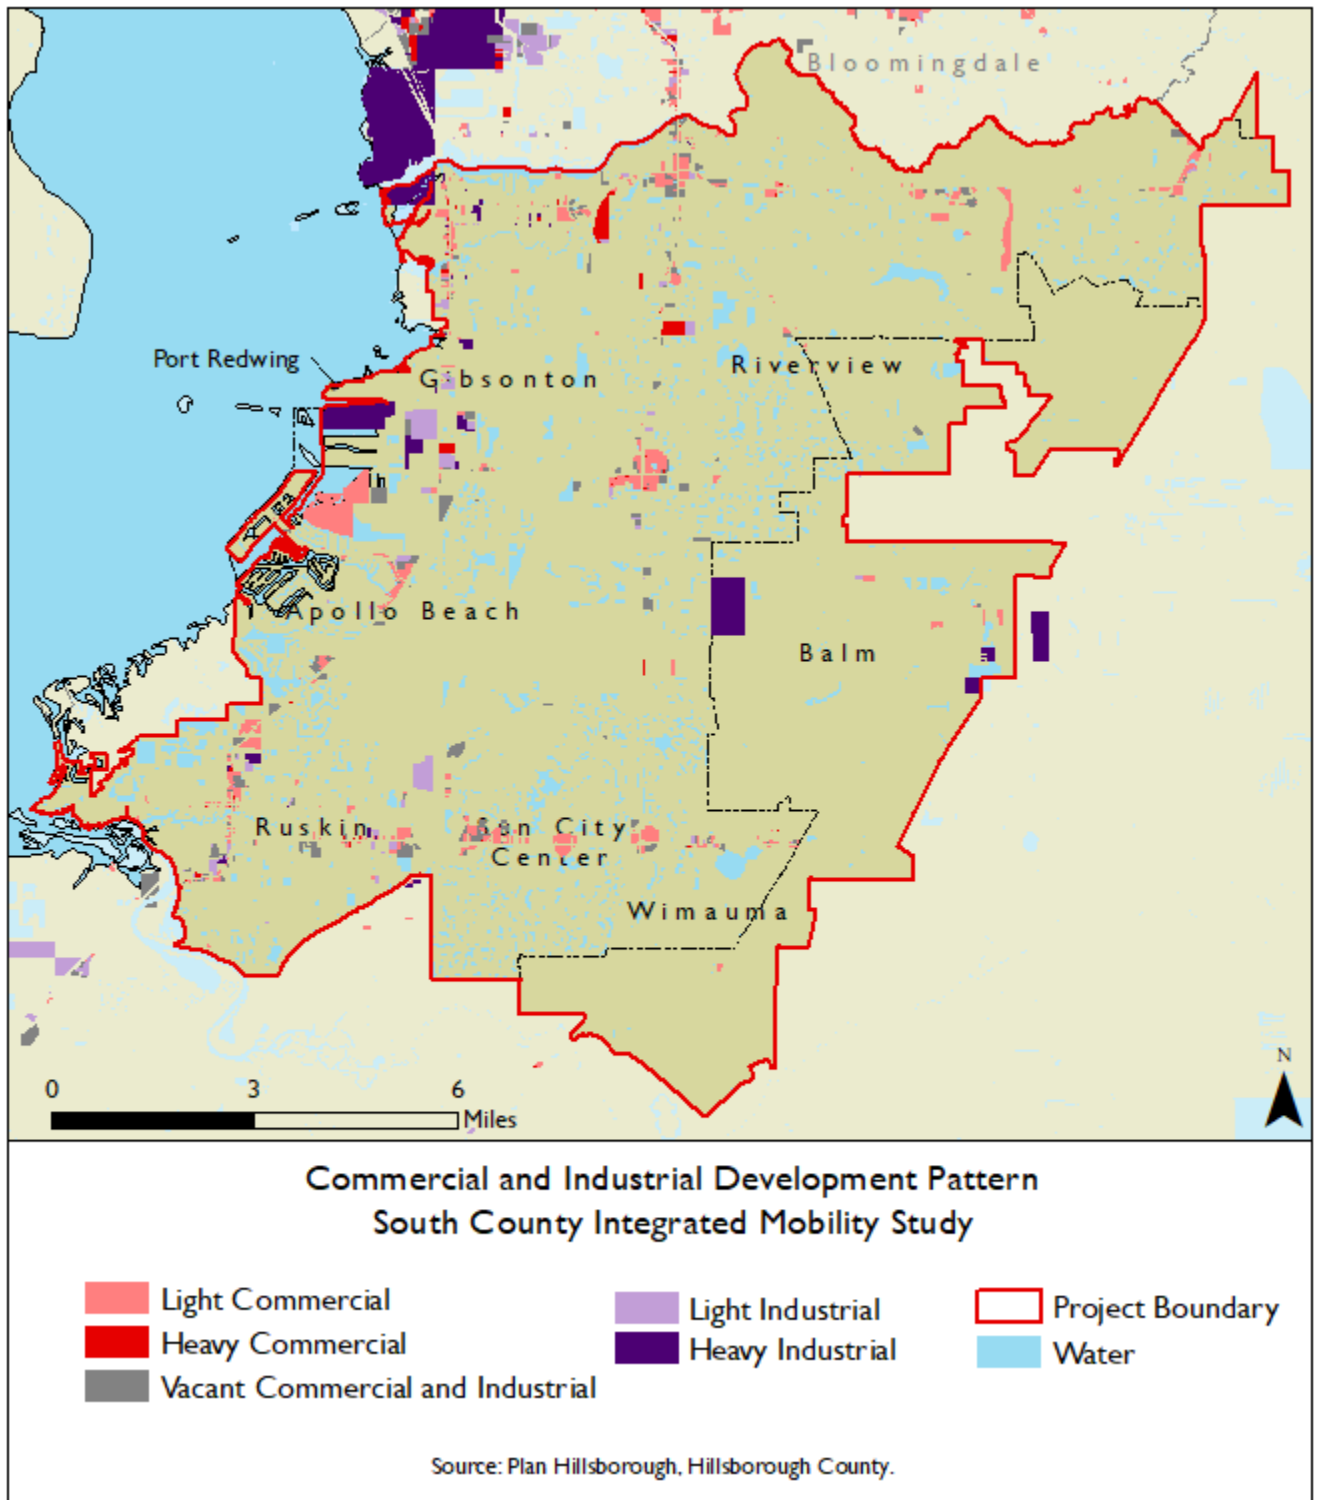 Bloomingdale
Port Redwing
Gibsonton
Riverview
Apollo Beach
Balm
Ruskin
Sun City
Center
Wimauma
0 3 6
Miles
N
Commercial and Industrial Development Pattern
South County Integrated Mobility Study
Light Commercial
Heavy Commercial
Vacant Commercial and Industrial
Light Industrial
Heavy Industrial
Project Boundary
Water
Source: Plan Hillsborough, Hillsborough County.